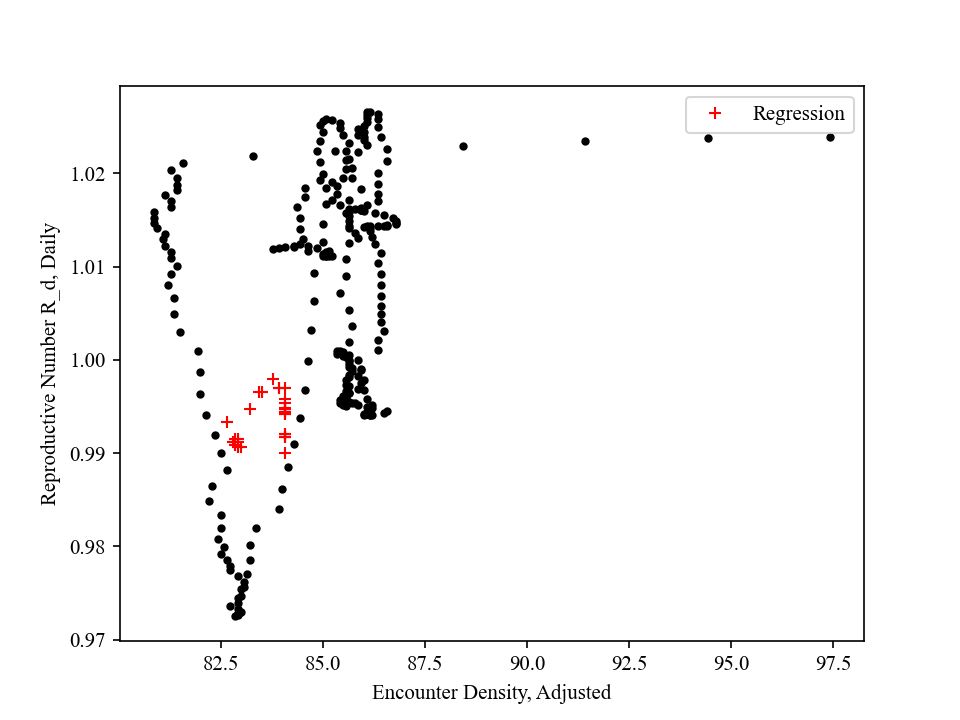 Regression
1.02
1.01
1.00
0.99
0.98
0.97
Reproductive Number R_d, Daily
82.5 85.0 87.5 90.0 92.5 95.0 97.5
Encounter Density, Adjusted